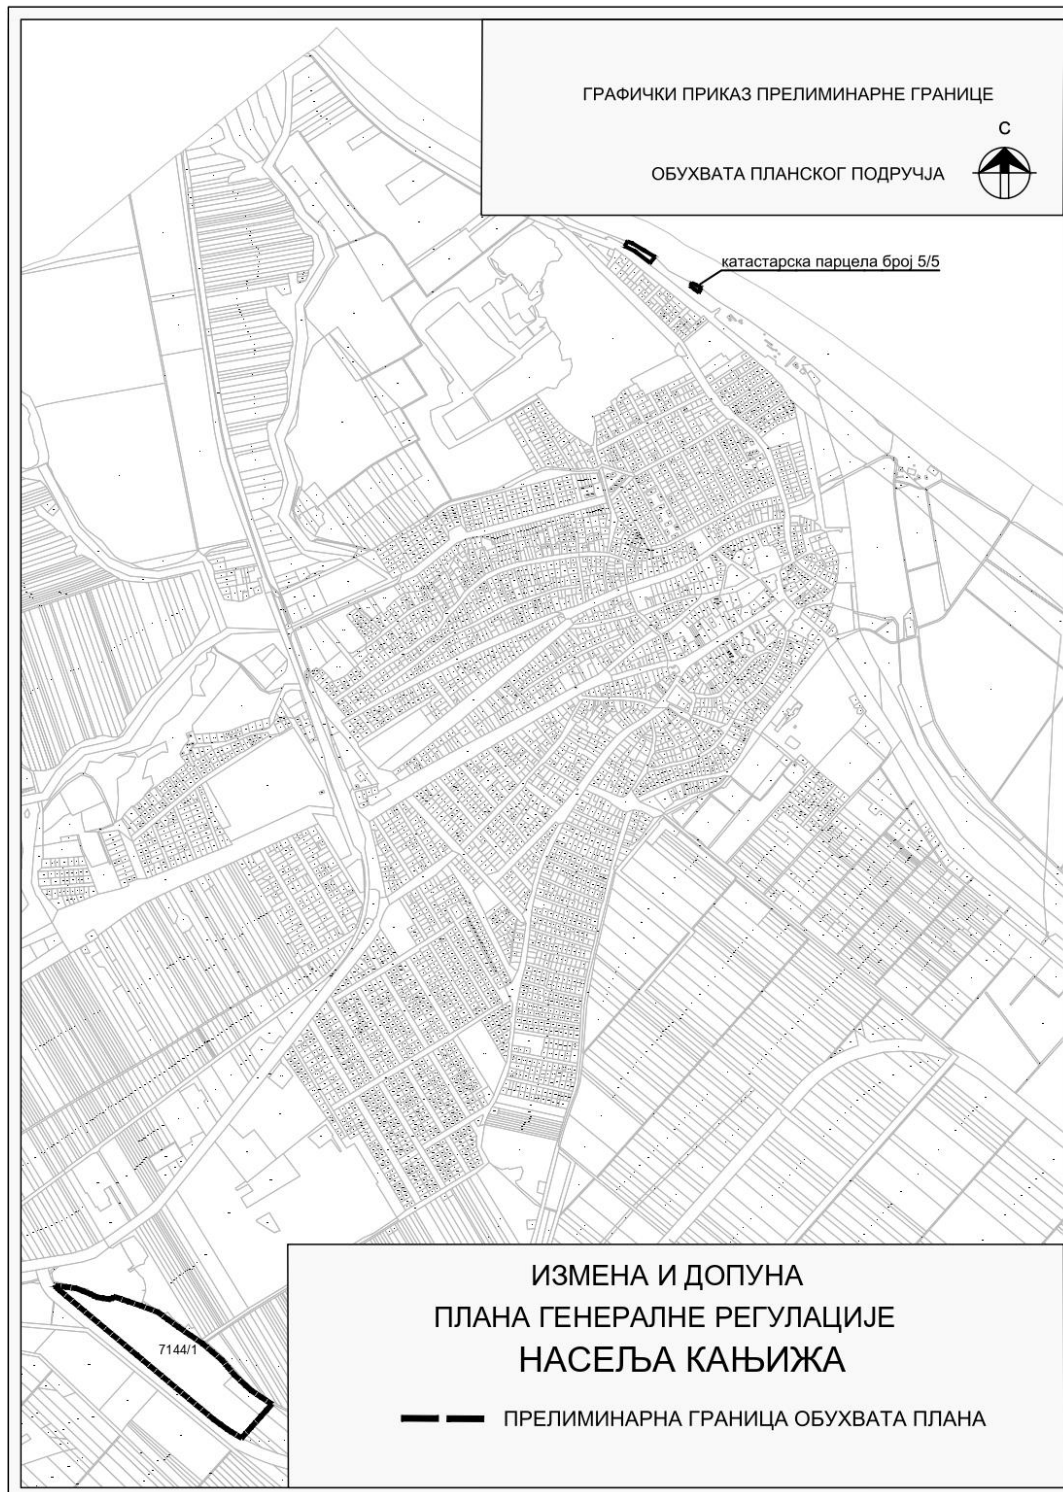 ГРАФИЧКИ ПРИКАЗ ПРЕЛИМИНАРНЕ ГРАНИЦЕ
С
ОБУХВАТА ПЛАНСКОГ ПОДРУЧЈА
катастарска парцела број 5/5
7144/1
ИЗМЕНА И ДОПУНА
ПЛАНА ГЕНЕРАЛНЕ РЕГУЛАЦИЈЕ
НАСЕЉА КАЊИЖА
ПРЕЛИМИНАРНА ГРАНИЦА ОБУХВАТА ПЛАНА